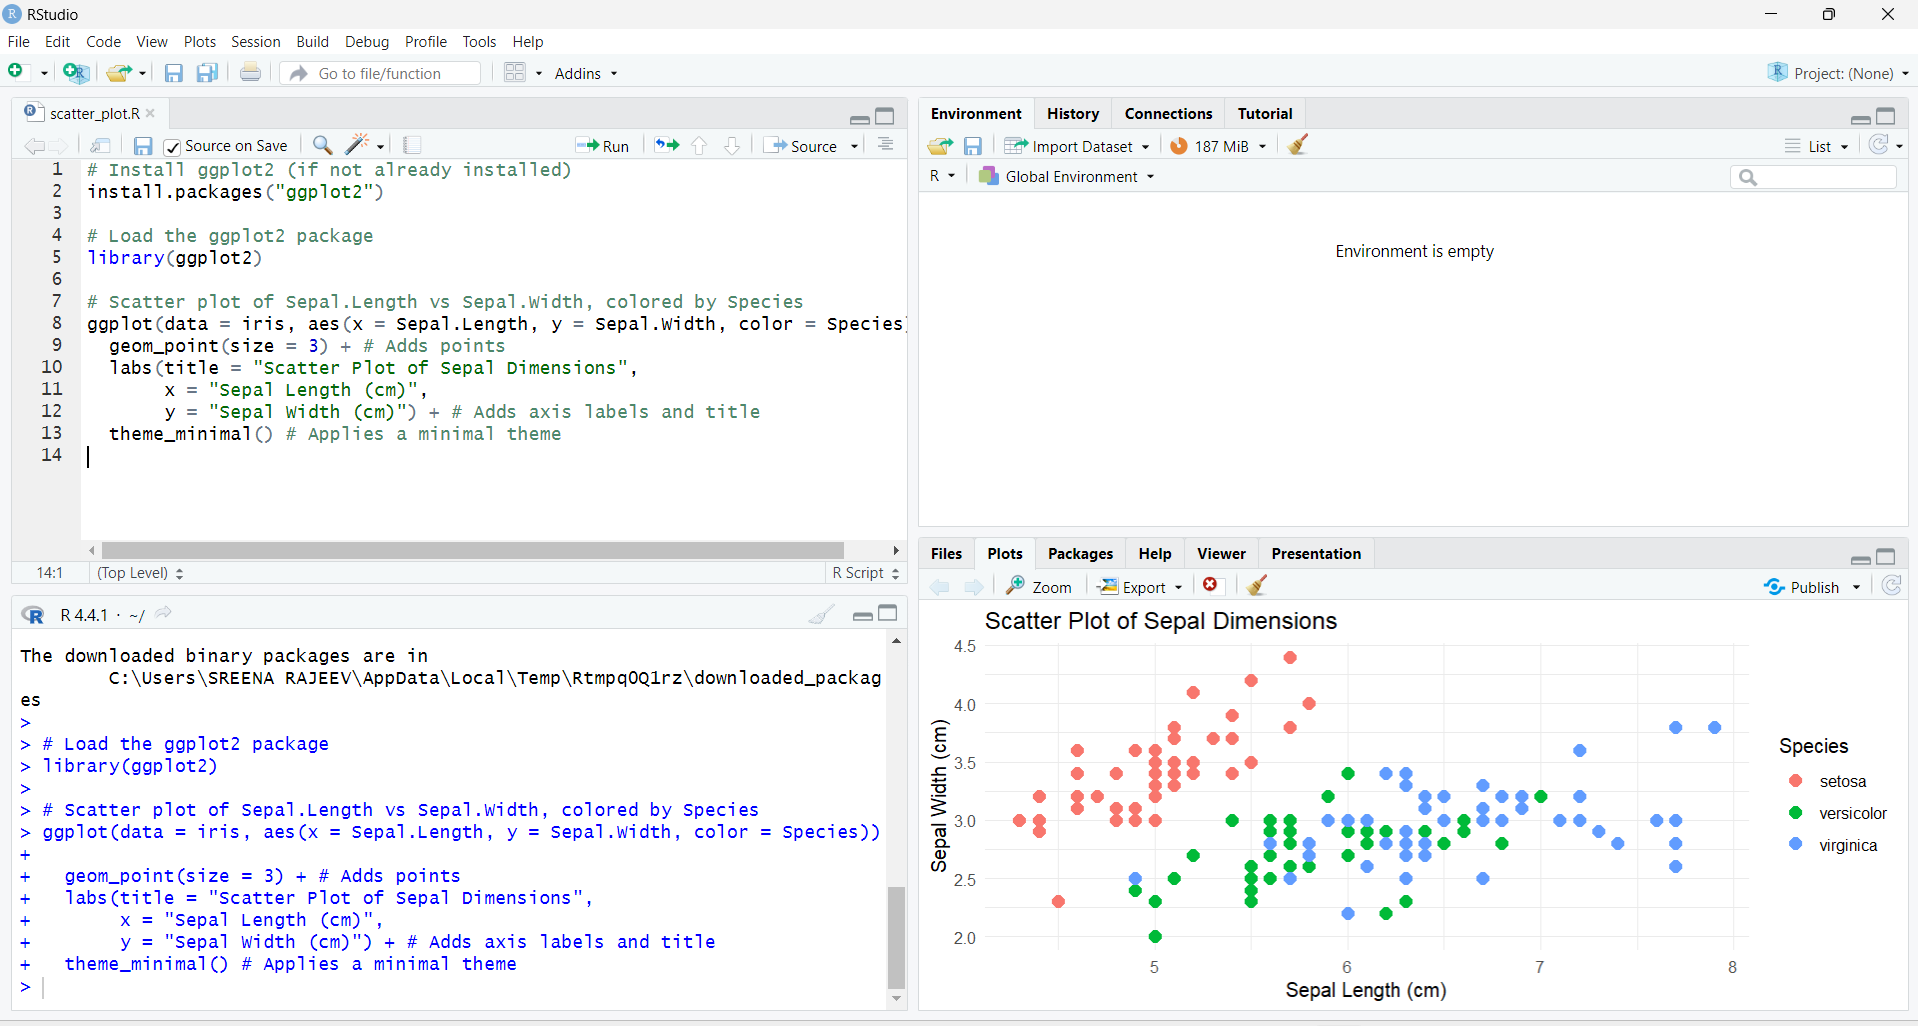 RStudio
File Edit Code View Plots Session Build Debug Profile Tools Help
Go to file/function Addins Project: (None)
scatter_plot.R
Source on Save Run Source
1 # Install ggplot2 (if not already installed)
2 install.packages("ggplot2")
3
4 # Load the ggplot2 package
5 library(ggplot2)
6
7 # Scatter plot of Sepal.Length vs Sepal.Width, colored by Species
8 ggplot(data = iris, aes(x = Sepal.Length, y = Sepal.Width, color = Species)
9 geom_point(size = 3) + # Adds points
10 labs(title = "Scatter Plot of Sepal Dimensions",
11 x = "Sepal Length (cm)",
12 y = "Sepal Width (cm)") + # Adds axis labels and title
13 theme_minimal() # Applies a minimal theme
14
14:1 (Top Level) R Script
R R 4.4.1 · ~/
The downloaded binary packages are in
C:\Users\SREENA RAJEEV\AppData\Local\Temp\RtmpqOQ1rz\downloaded_packag
es
>
> # Load the ggplot2 package
> library(ggplot2)
>
> # Scatter plot of Sepal.Length vs Sepal.Width, colored by Species
> ggplot(data = iris, aes(x = Sepal.Length, y = Sepal.Width, color = Species))
+
+ geom_point(size = 3) + # Adds points
+ labs(title = "Scatter Plot of Sepal Dimensions",
+ x = "Sepal Length (cm)",
+ y = "Sepal Width (cm)") + # Adds axis labels and title
+ theme_minimal() # Applies a minimal theme
>
Environment History Connections Tutorial
Import Dataset 187 MiB List
R Global Environment
Environment is empty
Files Plots Packages Help Viewer Presentation
Zoom Export Publish
Scatter Plot of Sepal Dimensions
4.5
4.0
3.5
3.0
2.5
2.0
Sepal Width (cm)
5 6 7 8
Sepal Length (cm)
Species
setosa
versicolor
virginica